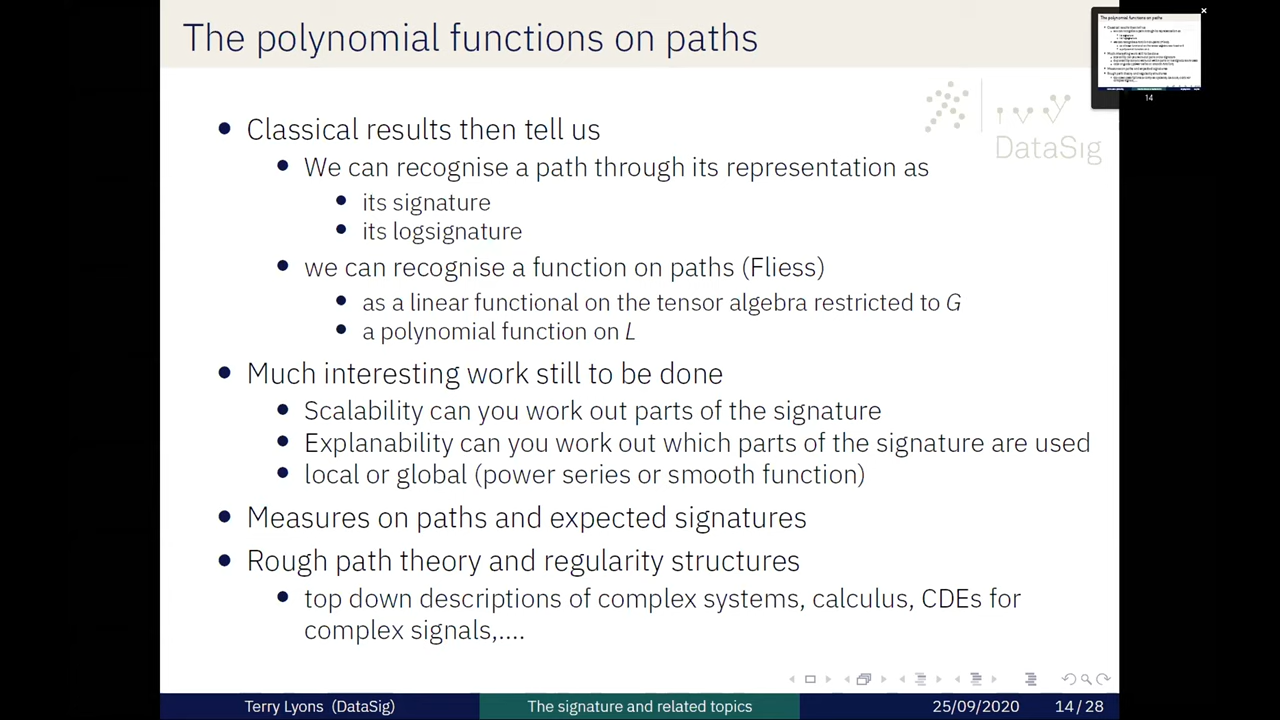 The polynomial functions on paths
DataSig
Classical results then tell us
We can recognise a path through its representation as
its signature
its logsignature
we can recognise a function on paths (Fliess)
as a linear functional on the tensor algebra restricted to G
a polynomial function on L
Much interesting work still to be done
Scalability can you work out parts of the signature
Explanability can you work out which parts of the signature are used
local or global (power series or smooth function)
Measures on paths and expected signatures
Rough path theory and regularity structures
top down descriptions of complex systems, calculus, CDEs for
complex signals,....
Terry Lyons (DataSig)
The signature and related topics
25/09/2020
14 / 28
The polynomial functions on paths
14